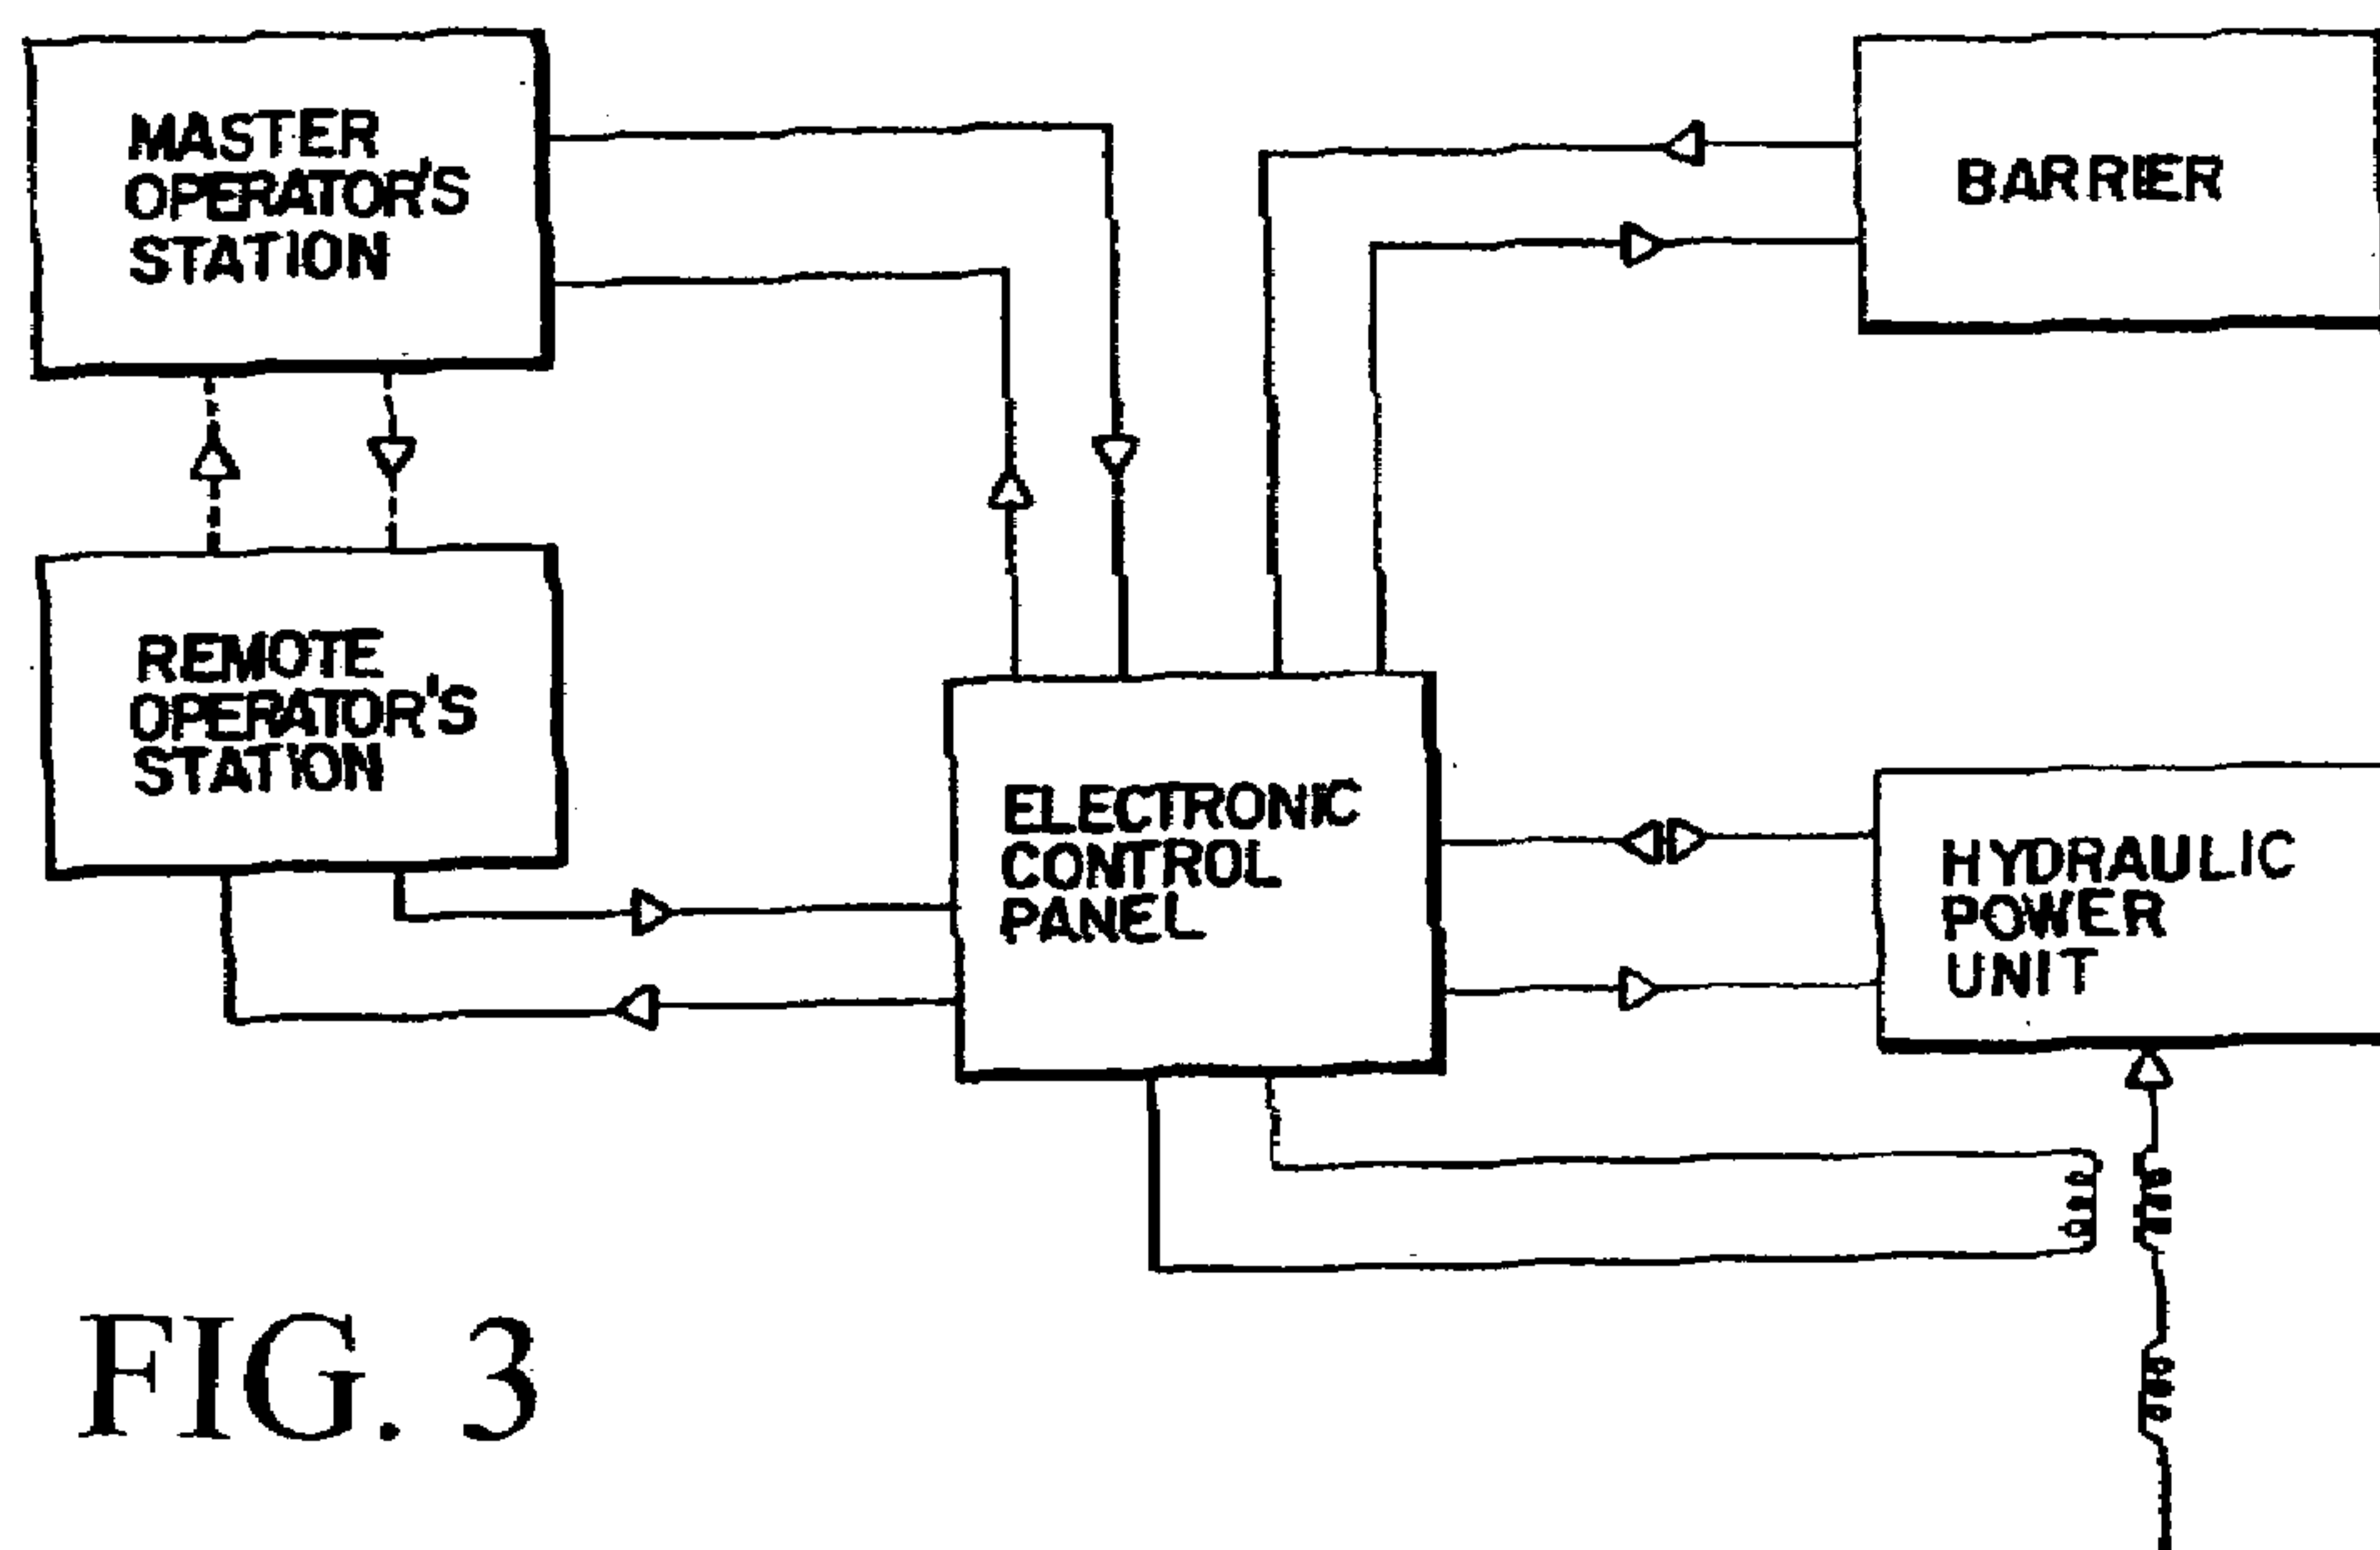 MASTER
OPERATOR'S
STATION
BARRIER
REMOTE
OPERATOR'S
STATION
ELECTRONIC
CONTROL
PANEL
HYDRAULIC
POWER
UNIT
FIG. 3